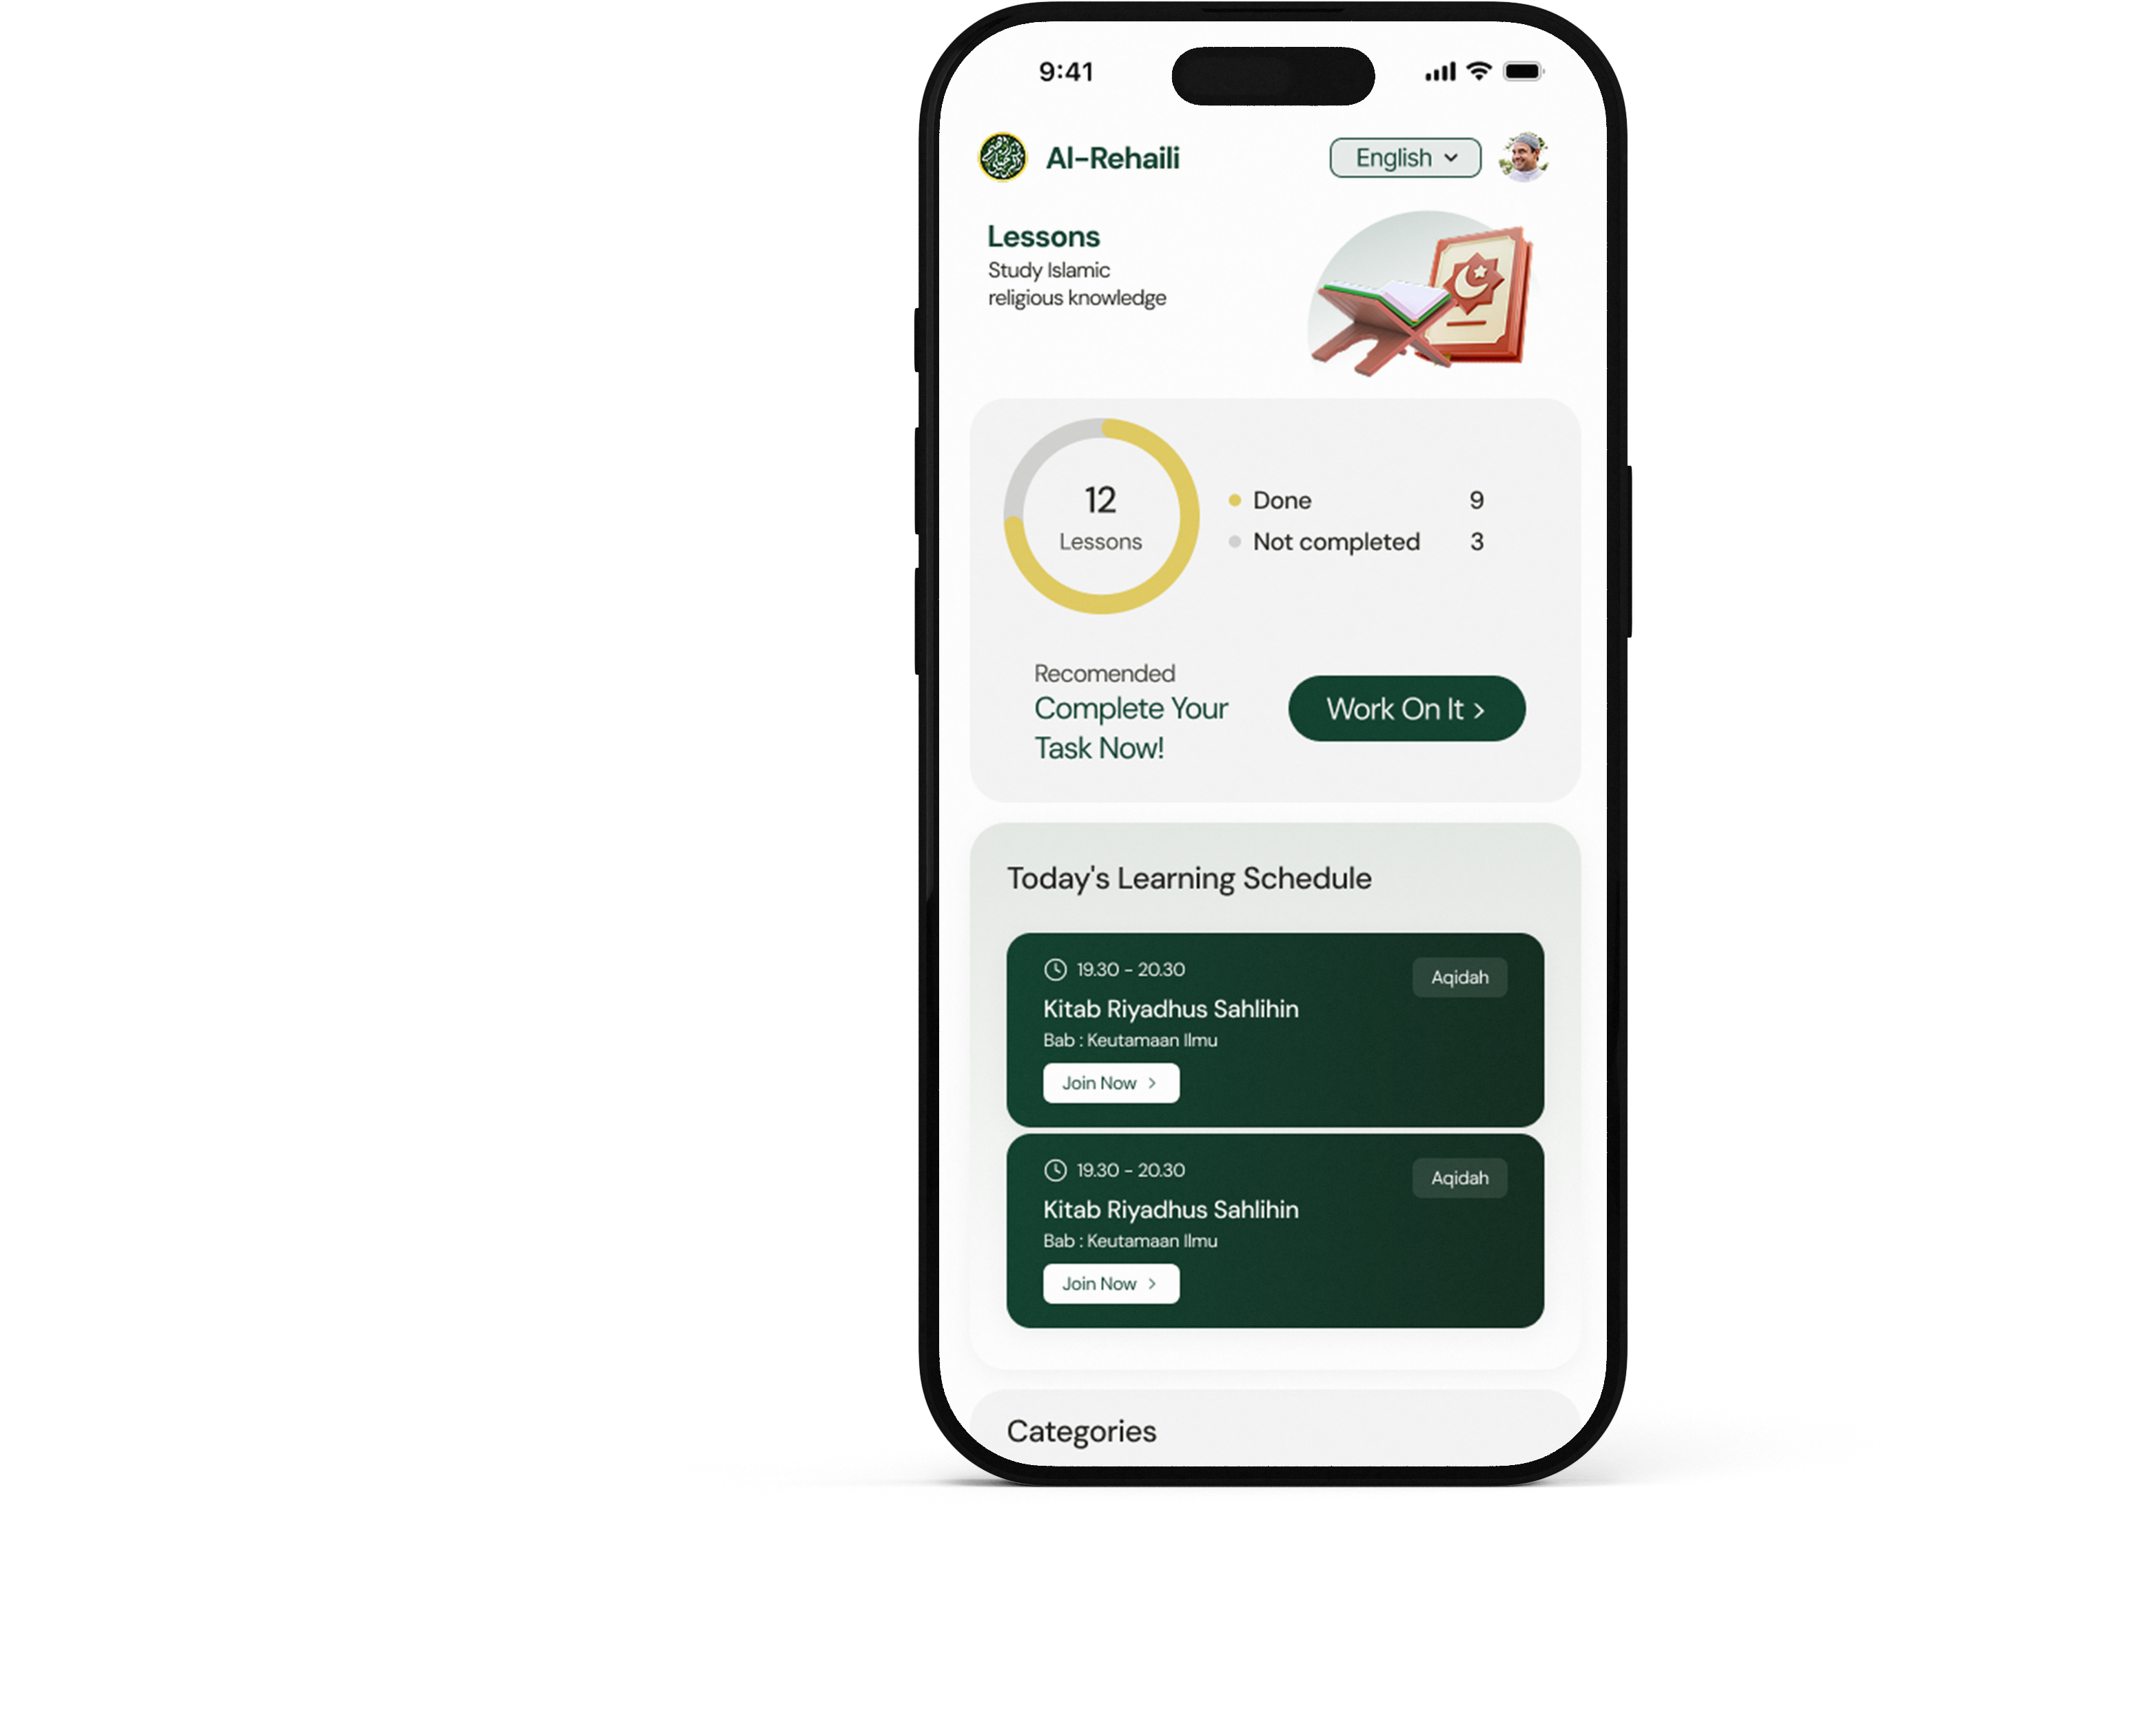 9:41
Al-Rehaili
English
Lessons
Study Islamic
religious knowledge
12
Lessons
Done 9
Not completed 3
Recomended
Complete Your
Task Now!
Work On It >
Today's Learning Schedule
19.30 - 20.30
Aqidah
Kitab Riyadhus Sahlihin
Bab : Keutamaan Ilmu
Join Now >
19.30 - 20.30
Aqidah
Kitab Riyadhus Sahlihin
Bab : Keutamaan Ilmu
Join Now >
Categories